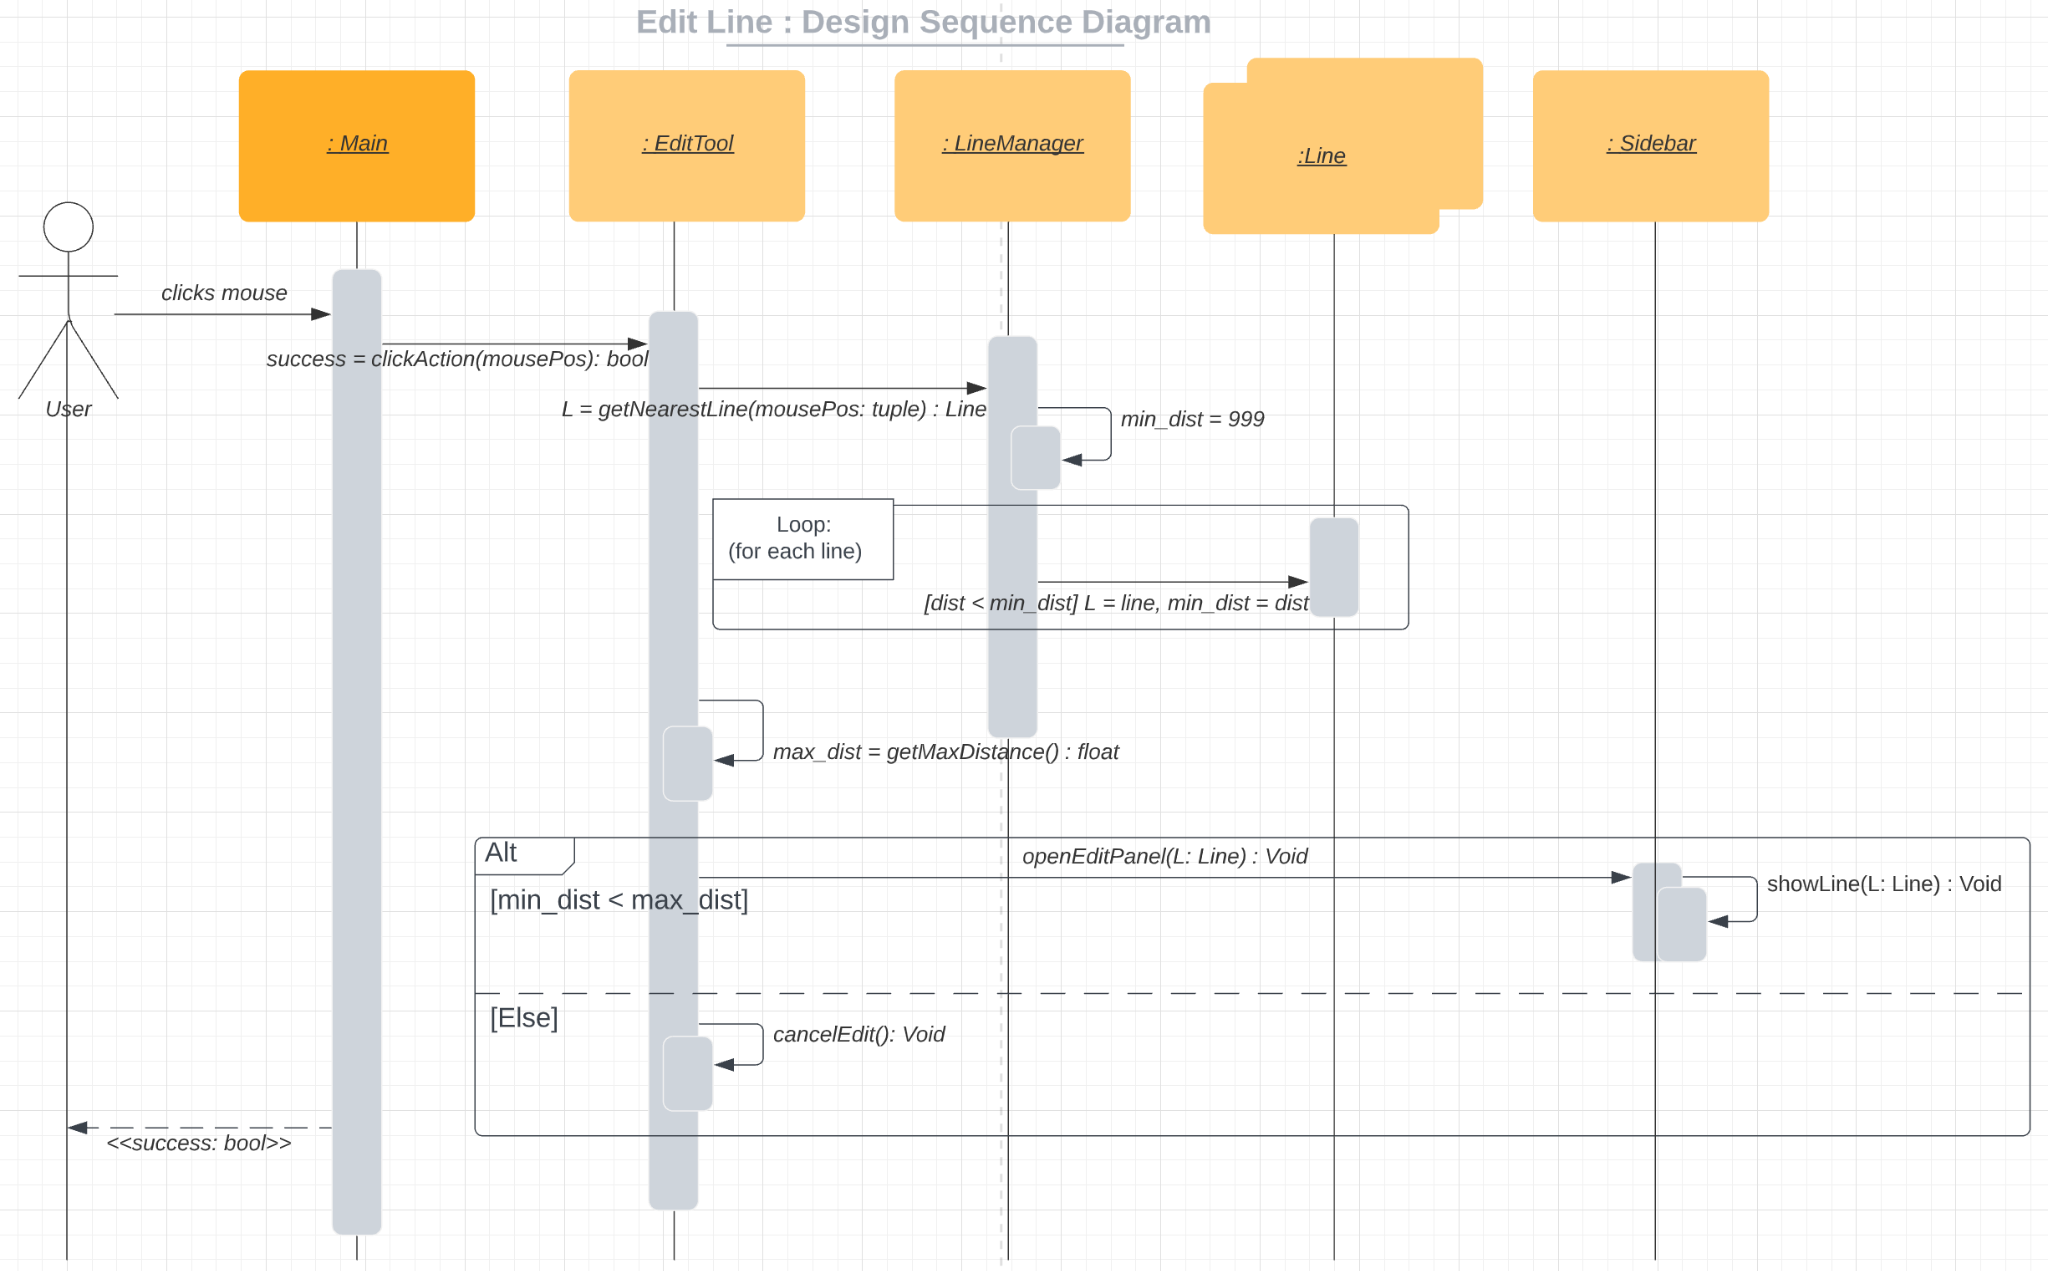 Edit Line : Design Sequence Diagram
: Main
: EditTool
: LineManager
:Line
: Sidebar
clicks mouse
success = clickAction(mousePos): bool
User
L = getNearestLine(mousePos: tuple) : Line
min_dist = 999
Loop:
(for each line)
[dist < min_dist] L = line, min_dist = dist
max_dist = getMaxDistance() : float
Alt
openEditPanel(L: Line) : Void
showLine(L: Line) : Void
[min_dist < max_dist]
[Else]
cancelEdit(): Void
<<success: bool>>